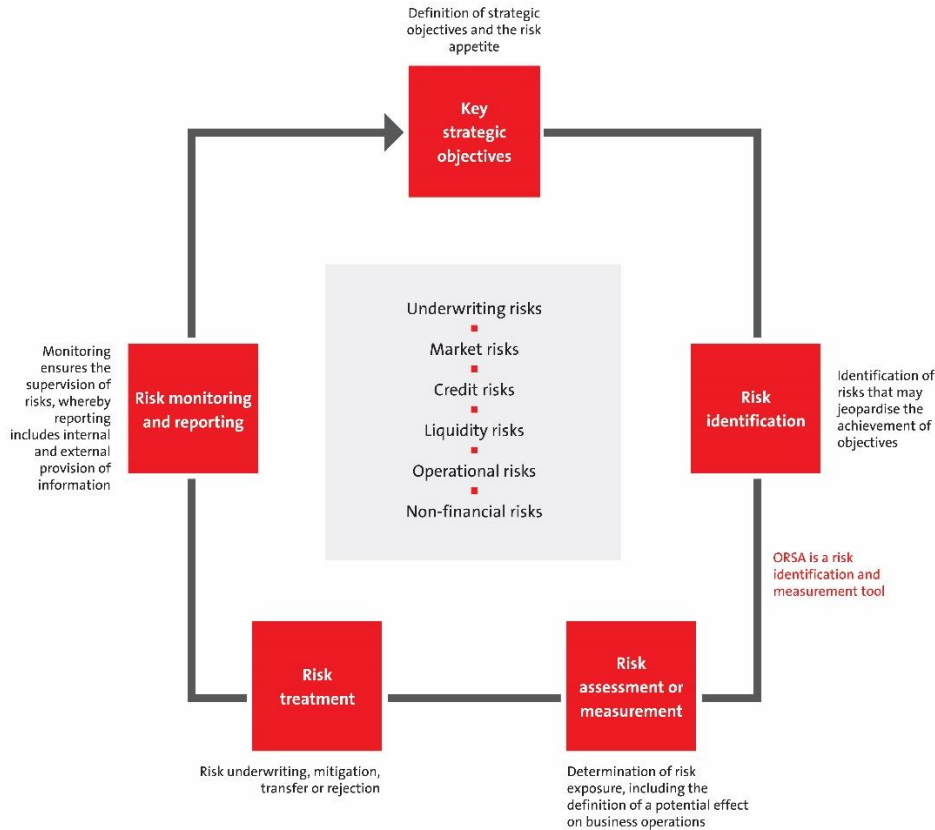 Definition of strategic
objectives and the risk
appetite
Key
strategic
objectives
Underwriting risks
Market risks
Credit risks
Liquidity risks
Operational risks
Non-financial risks
Monitoring
ensures the
supervision of
risks, whereby
reporting
includes internal
and external
provision of
information
Risk monitoring
and reporting
Risk
identification
Identification of
risks that may
jeopardise the
achievement of
objectives
ORSA is a risk
identification and
measurement tool
Risk
treatment
Risk underwriting, mitigation,
transfer or rejection
Risk
assessment or
measurement
Determination of risk
exposure, including the
definition of a potential effect
on business operations